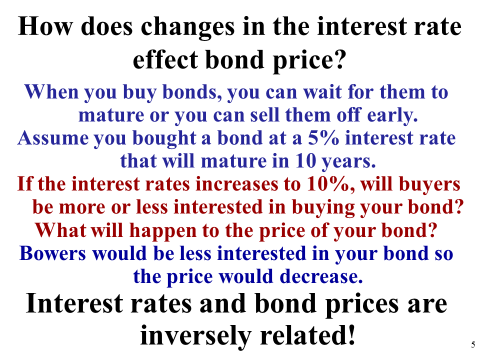 How does changes in the interest rate
effect bond price?
When you buy bonds, you can wait for them to
mature or you can sell them off early.
Assume you bought a bond at a 5% interest rate
that will mature in 10 years.
If the interest rates increases to 10%, will buyers
be more or less interested in buying your bond?
What will happen to the price of your bond?
Bowers would be less interested in your bond so
the price would decrease.
Interest rates and bond prices are
inversely related!
5